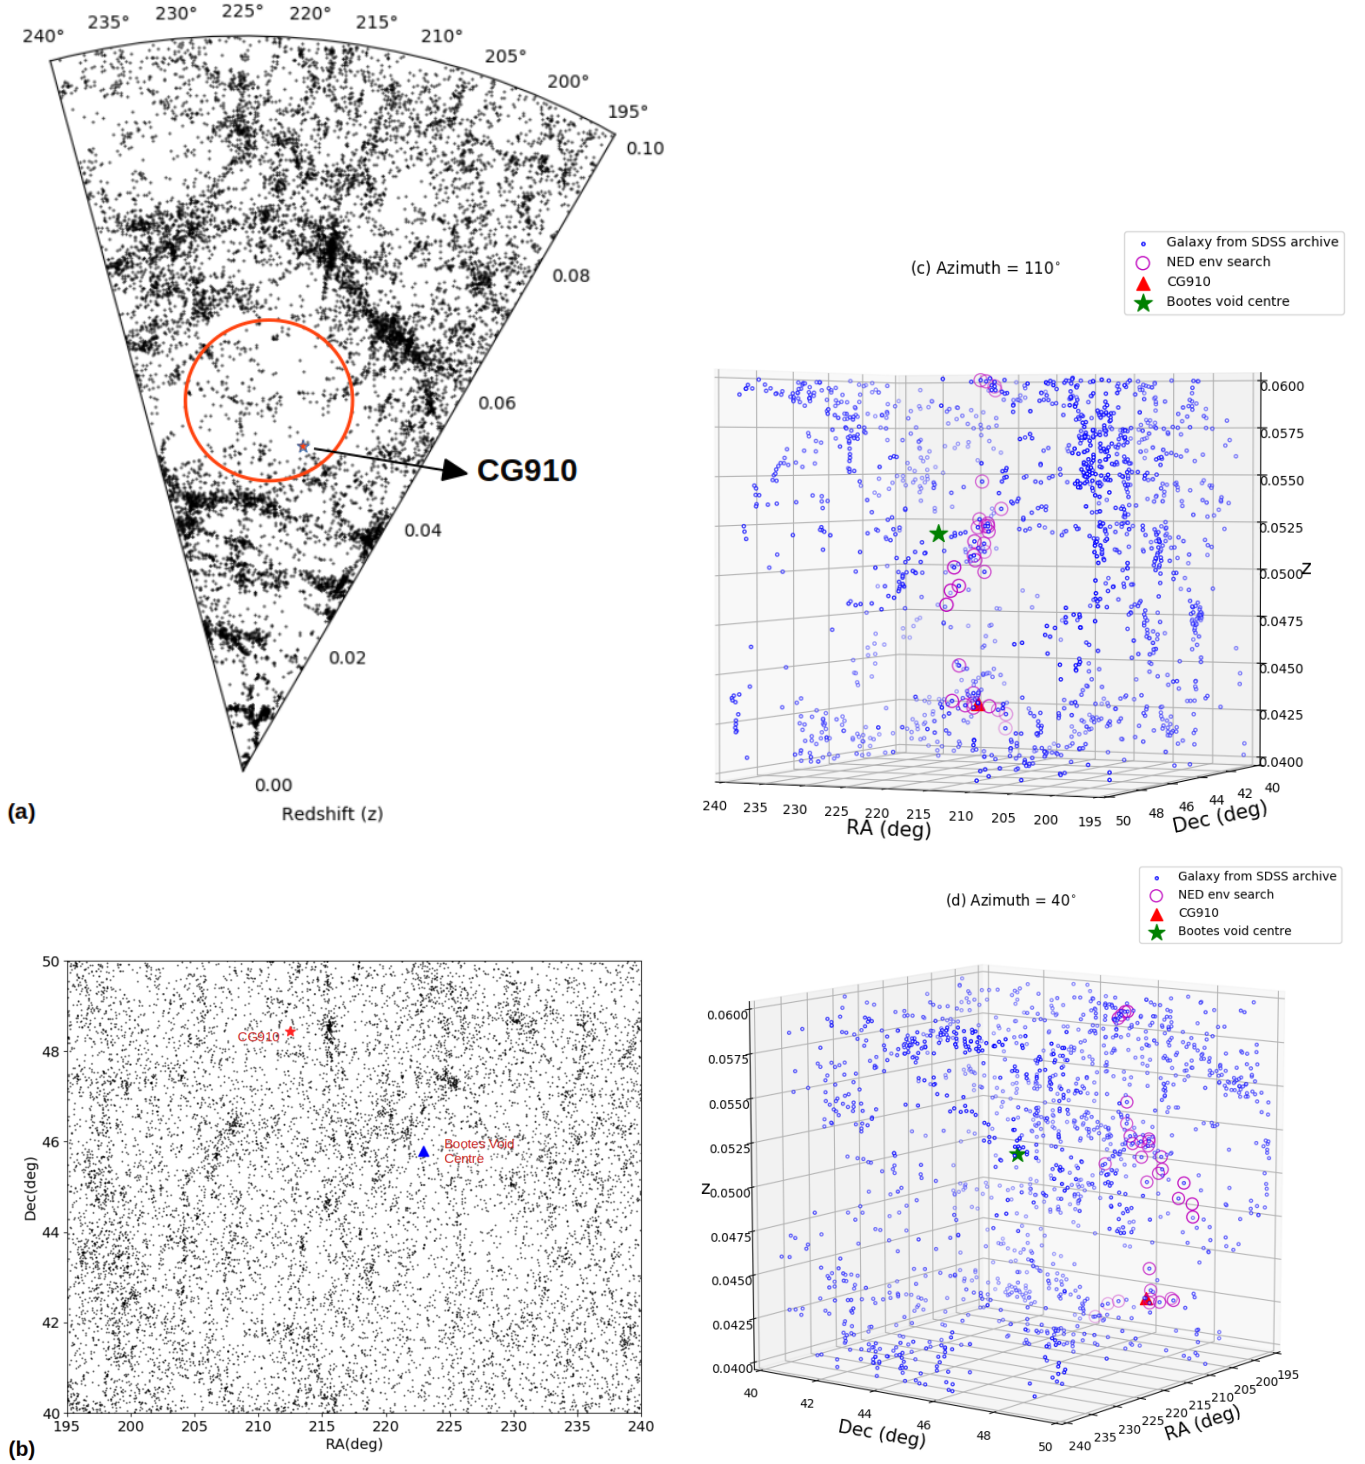 240°
235°
230°
225°
220°
215°
210°
205°
200°
195°
0.10
0.08
0.06
CG910
0.04
0.02
0.00
Redshift (z)
(a)
(c) Azimuth = 110°
Galaxy from SDSS archive
NED env search
CG910
Bootes void centre
0.0600
0.0575
0.0550
0.0525
0.0500
z
0.0475
0.0450
0.0425
0.0400
240 235 230 225 220 215 210 205 200 195
RA (deg)
50 48 46 44 42 40
Dec (deg)
50
48
46
44
42
40
Dec(deg)
CG910
Bootes Void
Centre
195 200 205 210 215 220 225 230 235 240
RA(deg)
(b)
(d) Azimuth = 40°
Galaxy from SDSS archive
NED env search
CG910
Bootes void centre
0.0600
0.0575
0.0550
0.0525
z
0.0500
0.0475
0.0450
0.0425
0.0400
40 42 44 46 48 50
Dec (deg)
240 235 230 225 220 215 210 205 200 195
RA (deg)